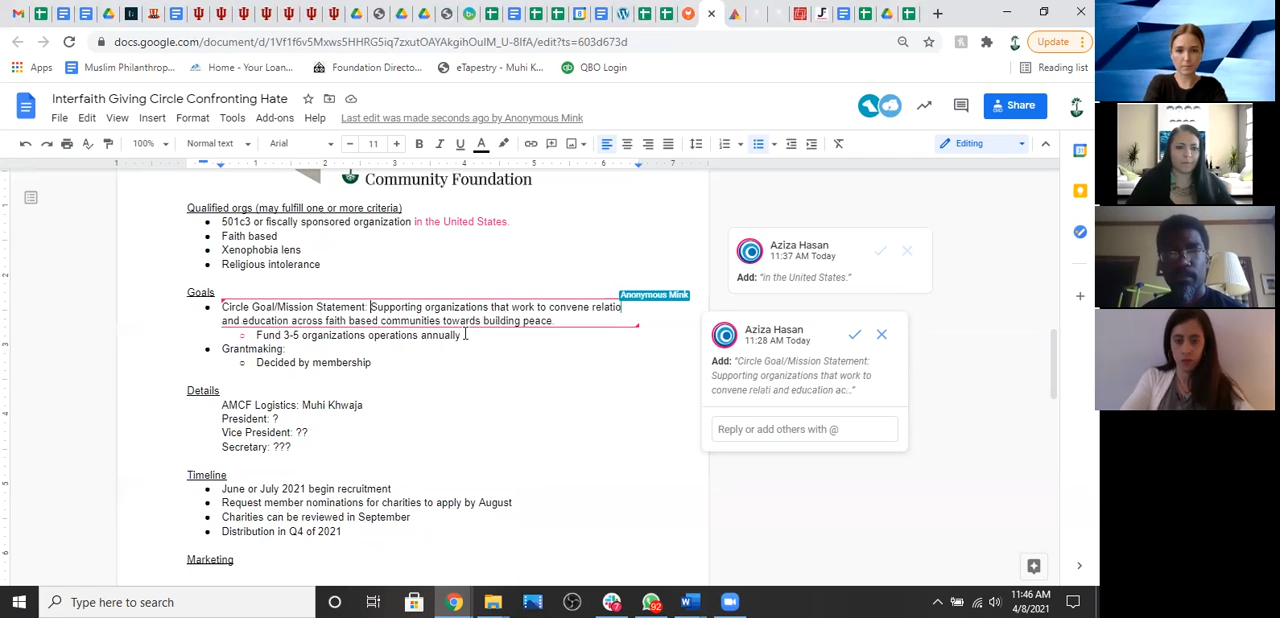 docs.google.com/document/d/1Vf1f6v5Mxws5HHRG5iq7zxutOAYAkgihOuIM_U-8IfA/edit?ts=603d673d
Update
Apps
Muslim Philanthrop...
Home - Your Loan...
Foundation Directo...
eTapestry - Muhi K...
QBO Login
Reading list
Interfaith Giving Circle Confronting Hate
File Edit View Insert Format Tools Add-ons Help
Last edit was made seconds ago by Anonymous Mink
Share
100% Normal text Arial 11 Editing
1 1 2 3 4 5 6 7
Community Foundation
Qualified orgs (may fulfill one or more criteria)
501c3 or fiscally sponsored organization in the United States.
Faith based
Xenophobia lens
Religious intolerance
Goals
Anonymous Mink
Circle Goal/Mission Statement: Supporting organizations that work to convene relatio
and education across faith based communities towards building peace.
Fund 3-5 organizations operations annually
Grantmaking:
Decided by membership
Details
AMCF Logistics: Muhi Khwaja
President: ?
Vice President: ??
Secretary: ???
Timeline
June or July 2021 begin recruitment
Request member nominations for charities to apply by August
Charities can be reviewed in September
Distribution in Q4 of 2021
Marketing
Aziza Hasan
11:37 AM Today
Add: "in the United States."
Aziza Hasan
11:28 AM Today
Add: "Circle Goal/Mission Statement:
Supporting organizations that work to
convene relati and education ac..."
Reply or add others with @
Type here to search
92
11:46 AM
4/8/2021